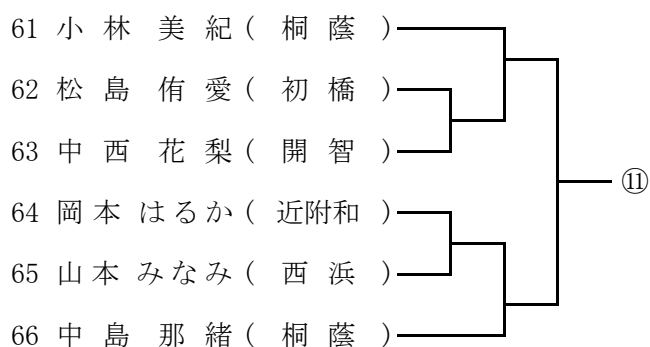 61 小林 美紀 ( 桐蔭 )
62 松島 侑愛 ( 初橋 )
63 中西 花梨 ( 開智 )
⑪
64 岡本 はるか ( 近附和 )
65 山本 みなみ ( 西浜 )
66 中島 那緒 ( 桐蔭 )